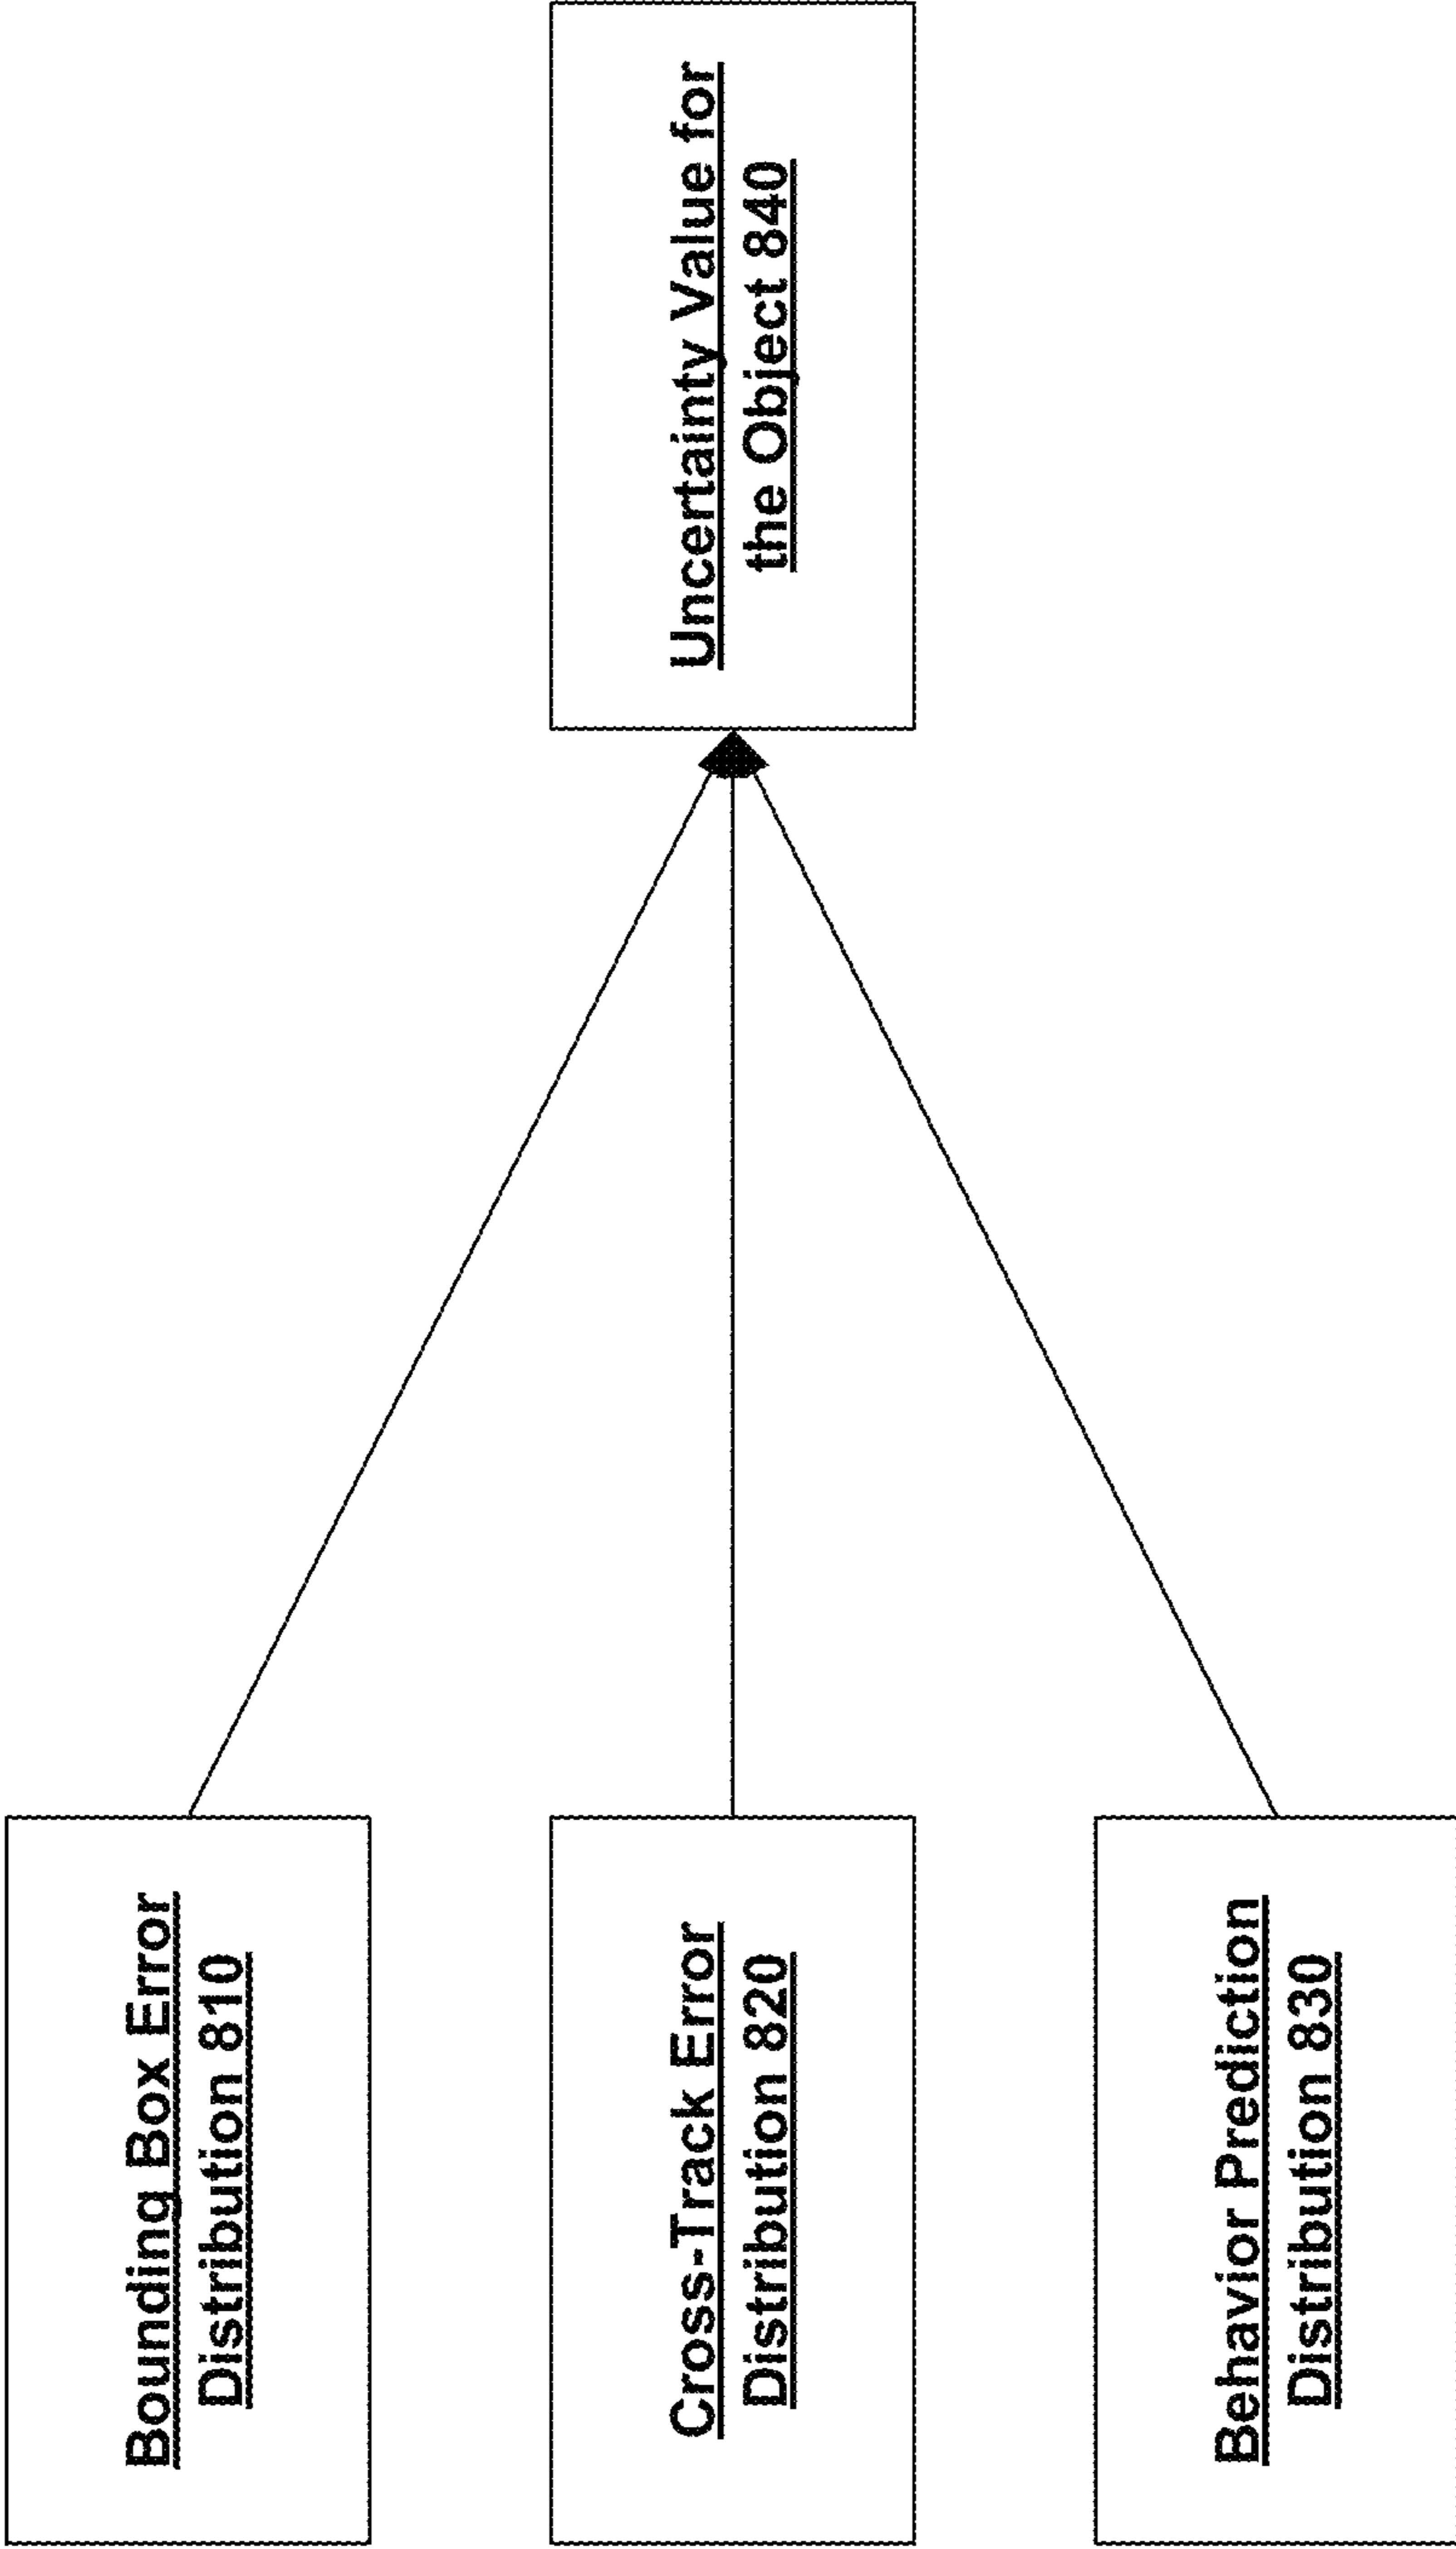 Bounding Box Error
Distribution 810
Cross-Track Error
Distribution 820
Behavior Prediction
Distribution 830
Uncertainty Value for
the Object 840